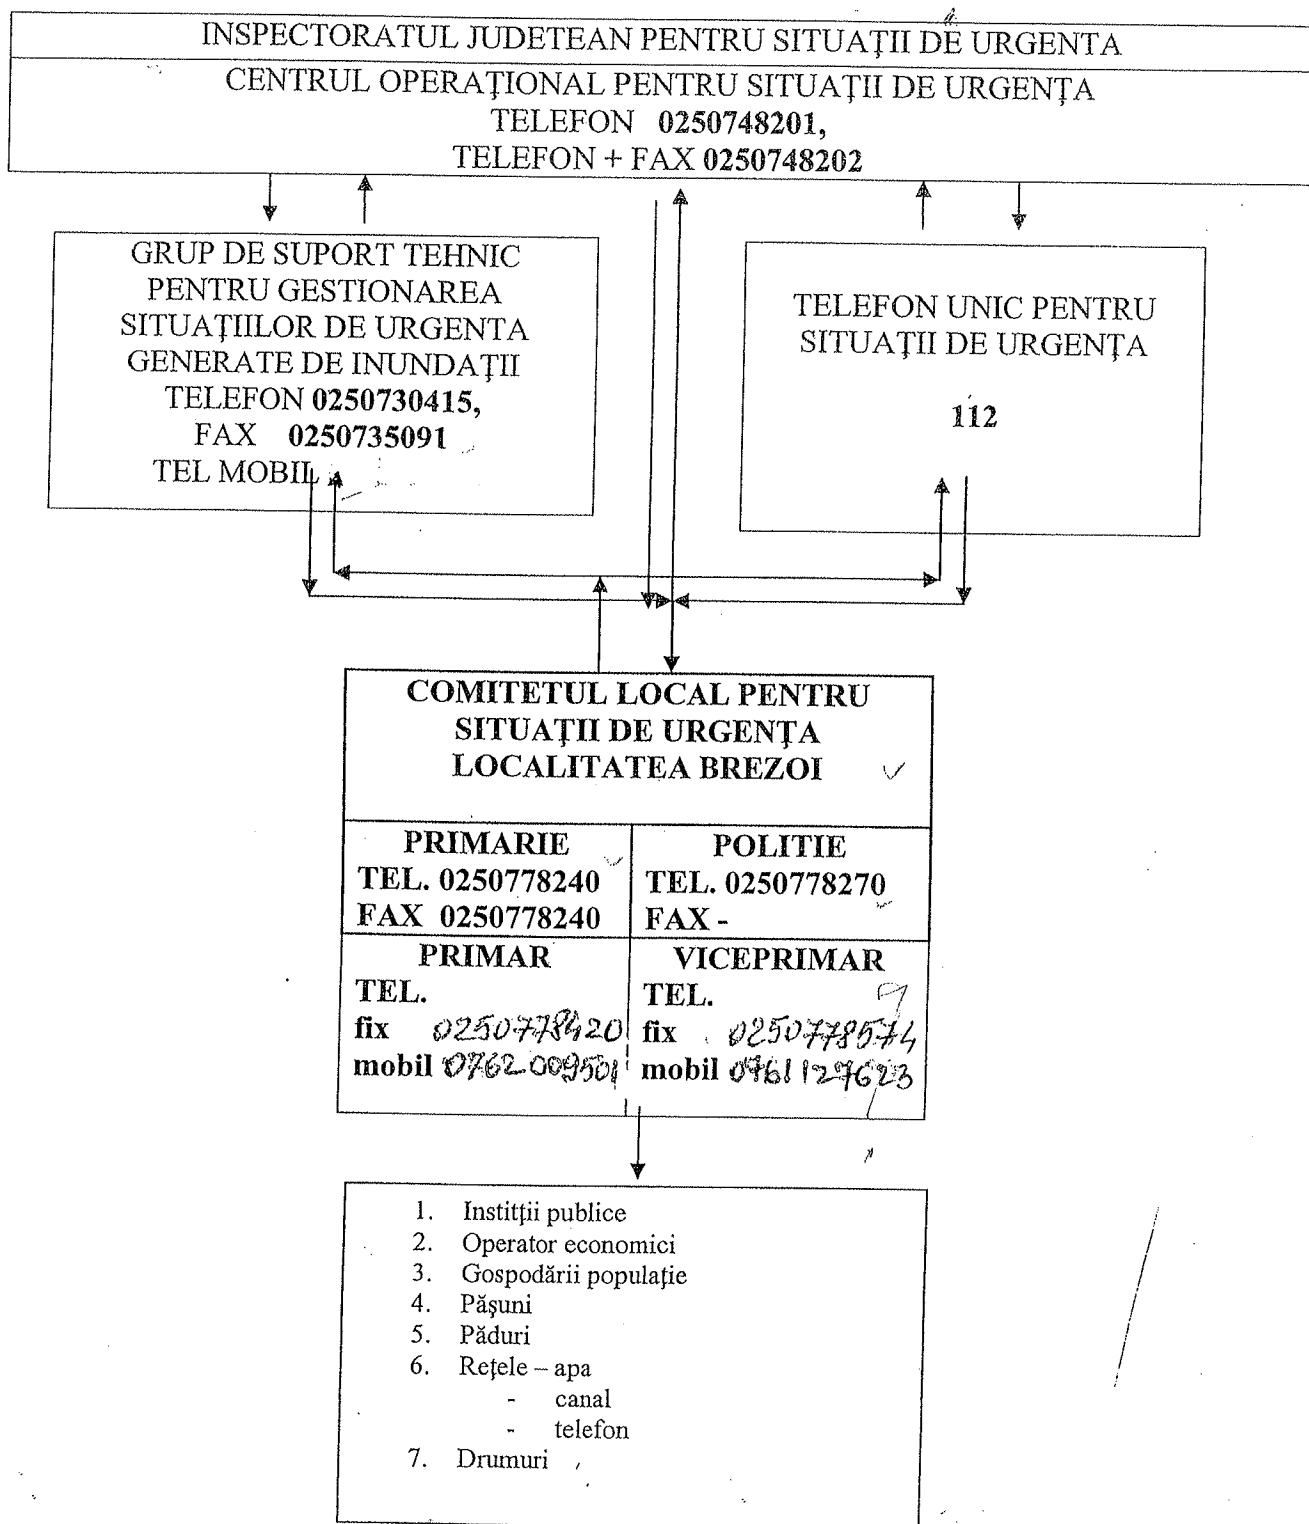 INSPECTORATUL JUDETEAN PENTRU SITUAŢII DE URGENTA
CENTRUL OPERAŢIONAL PENTRU SITUAŢII DE URGENŢA
TELEFON 0250748201,
TELEFON + FAX 0250748202
GRUP DE SUPORT TEHNIC
PENTRU GESTIONAREA
SITUAŢIILOR DE URGENTA
GENERATE DE INUNDAŢII
TELEFON 0250730415,
FAX 0250735091
TEL MOBIL
TELEFON UNIC PENTRU
SITUAŢII DE URGENŢA
112
COMITETUL LOCAL PENTRU
SITUAŢII DE URGENŢA
LOCALITATEA BREZOI
PRIMARIE
TEL. 0250778240
FAX 0250778240
POLITIE
TEL. 0250778270
FAX -
PRIMAR
TEL.
fix 0250778420
mobil 0762009501
VICEPRIMAR
TEL.
fix 0250778574
mobil 0761127623
1. Instiţii publice
2. Operator economici
3. Gospodării populaţie
4. Păşuni
5. Păduri
6. Reţele – apa
- canal
- telefon
7. Drumuri